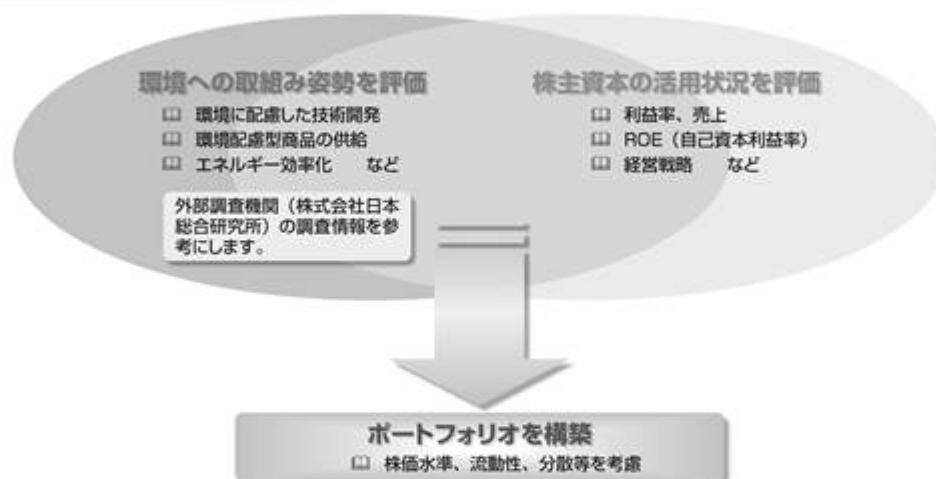 環境への取組み姿勢を評価
環境に配慮した技術開発
環境配慮型商品の供給
エネルギー効率化　など
外部調査機関（株式会社日本
総合研究所）の調査情報を参
考にします。
株主資本の活用状況を評価
利益率、売上
ROE（自己資本利益率）
経営戦略　など
ポートフォリオを構築
株価水準、流動性、分散等を考慮